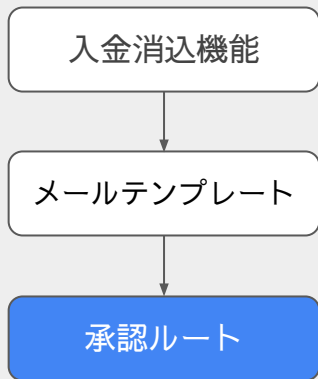 入金消込機能
メールテンプレート
承認ルート